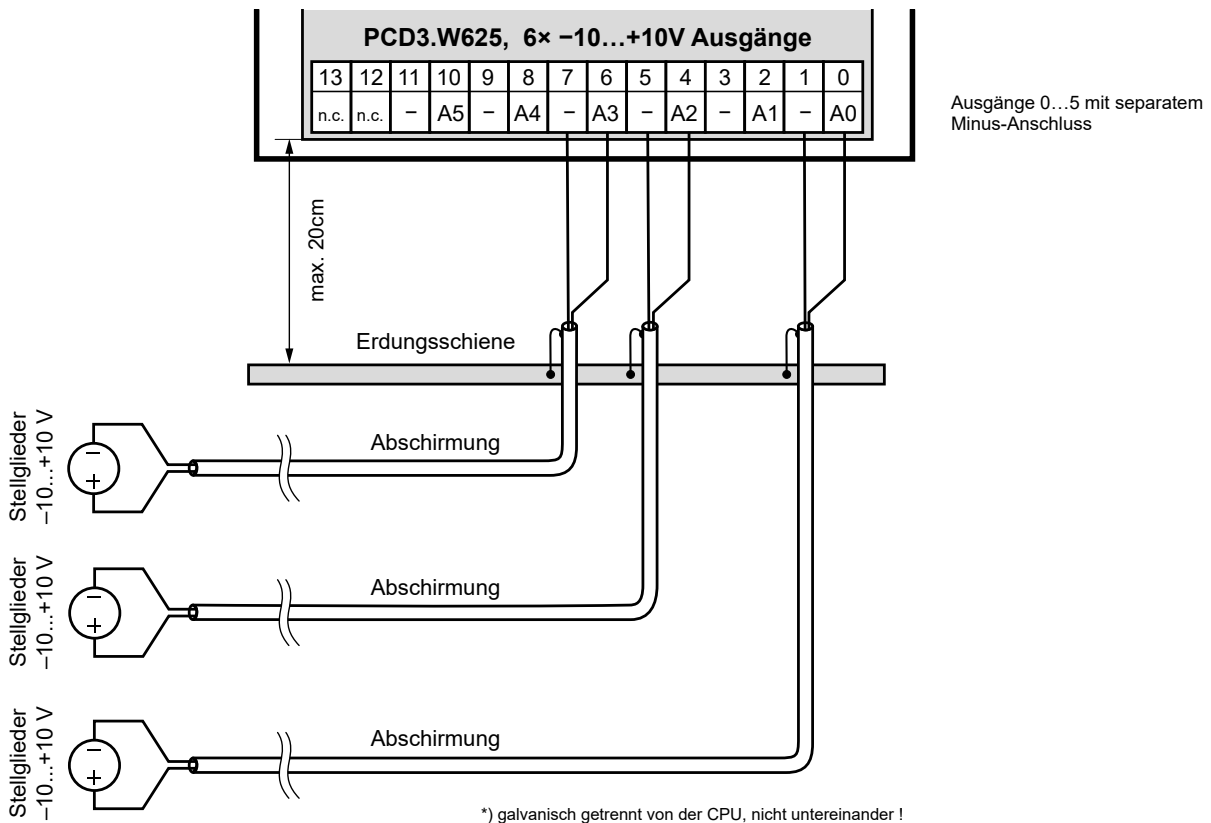 PCD3.W625, 6× −10…+10V Ausgänge
13 12 11 10 9 8 7 6 5 4 3 2 1 0
n.c. n.c. − A5 − A4 − A3 − A2 − A1 − A0
Ausgänge 0…5 mit separatem
Minus-Anschluss
max. 20cm
Erdungsschiene
Stellglieder
–10...+10 V
−
+
Abschirmung
Stellglieder
–10...+10 V
−
+
Abschirmung
Stellglieder
–10...+10 V
−
+
Abschirmung
*) galvanisch getrennt von der CPU, nicht untereinander !